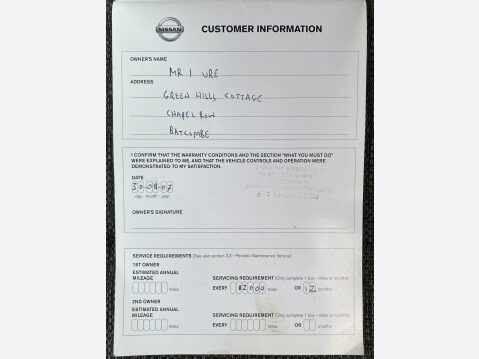 NISSAN
CUSTOMER INFORMATION
OWNER'S NAME
MR I URE
ADDRESS
GREEN HILLS COTTAGE
CHAPEL ROW
BATCOMBE
I CONFIRM THAT THE WARRANTY CONDITIONS AND THE SECTION "WHAT YOU MUST DO"
WERE EXPLAINED TO ME, AND THAT THE VEHICLE CONTROLS AND OPERATION WERE
DEMONSTRATED TO MY SATISFACTION.
DATE
30 08 07
day - month - year
OWNER'S SIGNATURE
SERVICE REQUIREMENTS (See also section 2.3 - Periodic Maintenance Service)
1ST OWNER
ESTIMATED ANNUAL MILEAGE miles SERVICING REQUIREMENT (Only complete 1 box - miles or months)
EVERY 12000 miles OR 12 months
2ND OWNER
ESTIMATED ANNUAL MILEAGE miles SERVICING REQUIREMENT (Only complete 1 box - miles or months)
EVERY miles OR months